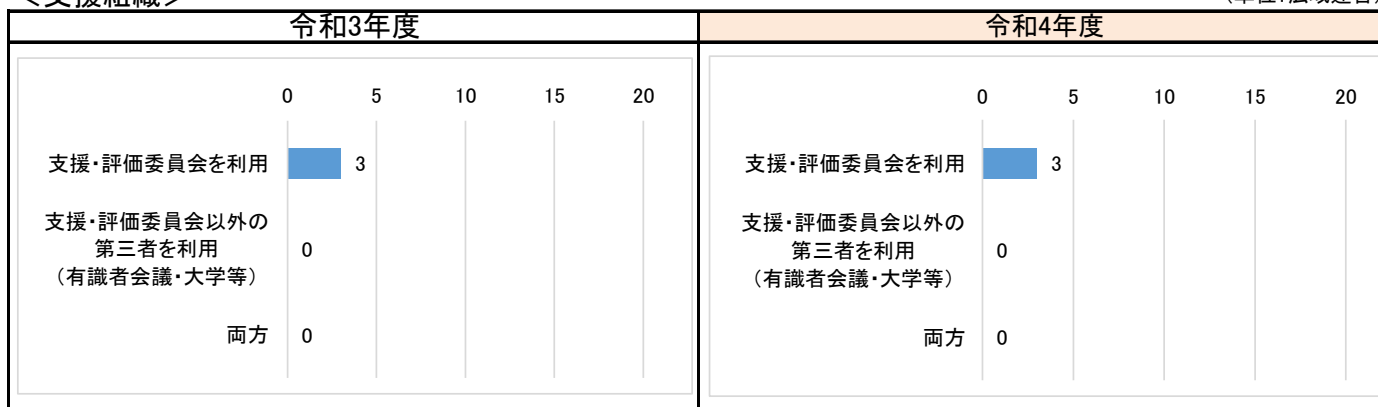 <支援組織>
令和3年度
0 5 10 15 20
支援・評価委員会を利用 3
支援・評価委員会以外の
第三者を利用 0
(有識者会議・大学等)
両方 0
令和4年度
0 5 10 15 20
支援・評価委員会を利用 3
支援・評価委員会以外の
第三者を利用 0
(有識者会議・大学等)
両方 0